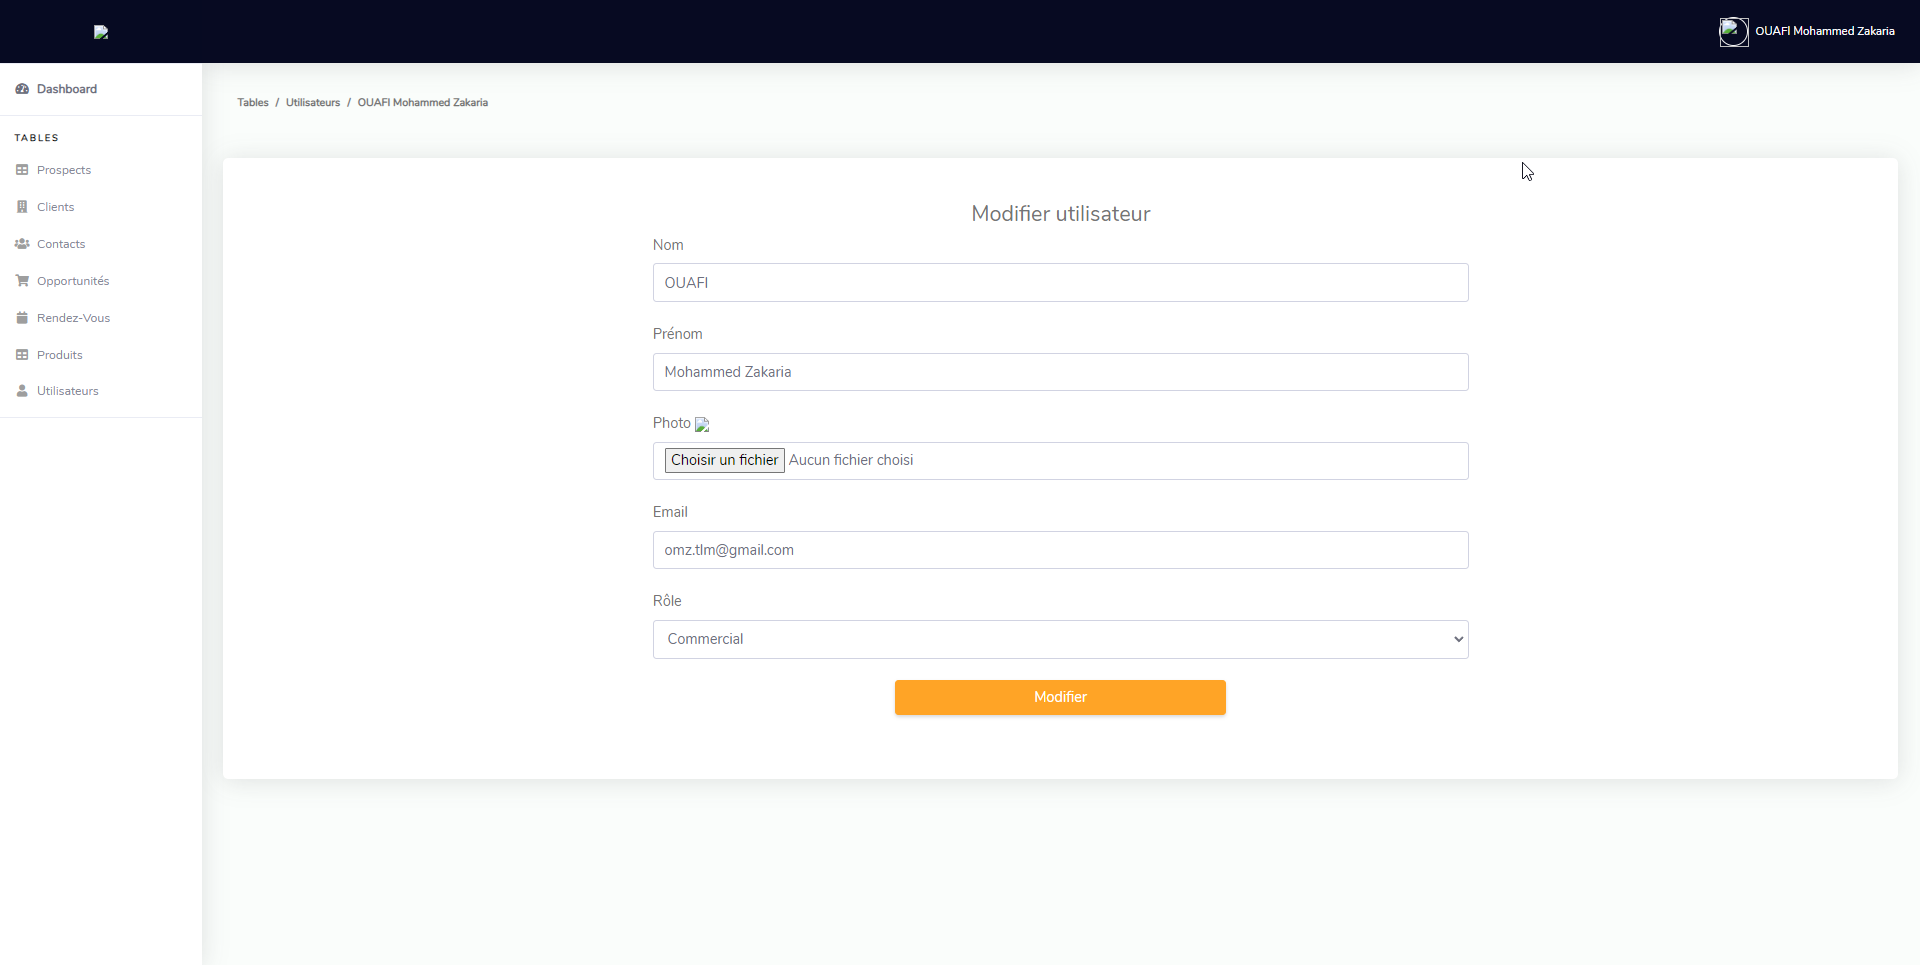 OUAFI Mohammed Zakaria
Dashboard
TABLES
Prospects
Clients
Contacts
Opportunités
Rendez-Vous
Produits
Utilisateurs
Tables / Utilisateurs / OUAFI Mohammed Zakaria
Modifier utilisateur
Nom
OUAFI
Prénom
Mohammed Zakaria
Photo
Choisir un fichier Aucun fichier choisi
Email
omz.tlm@gmail.com
Rôle
Commercial
Modifier